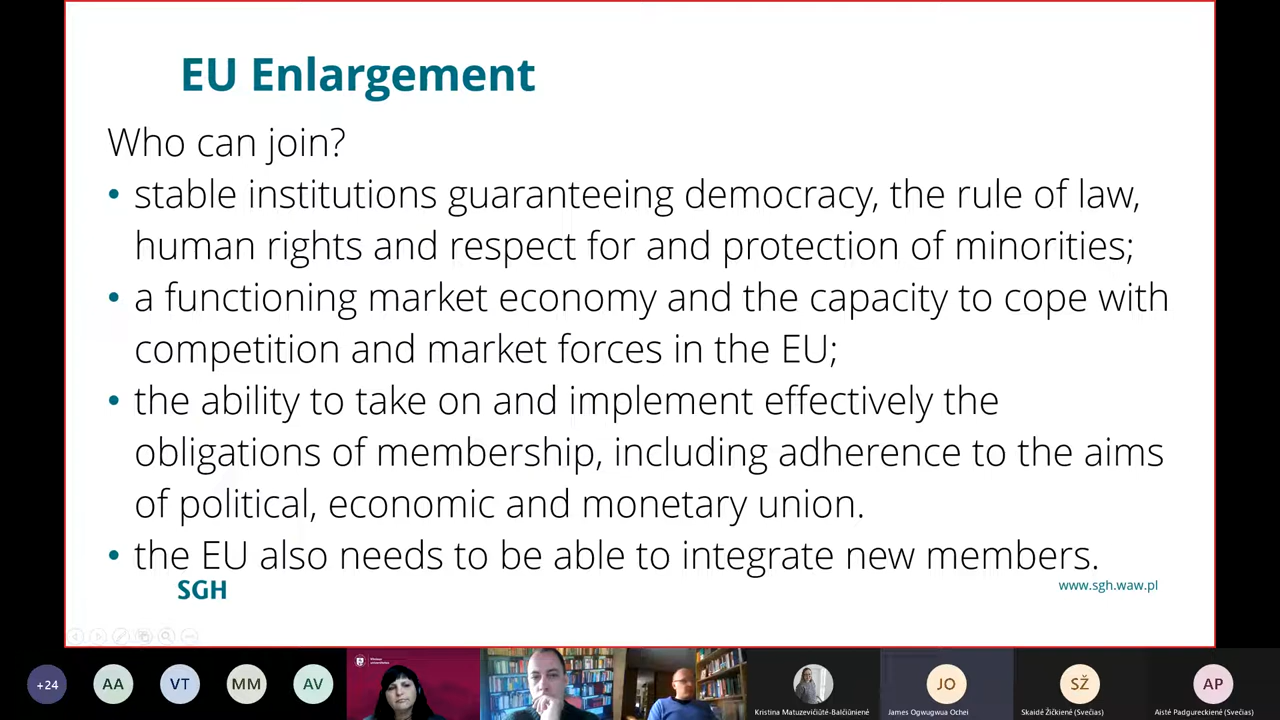 EU Enlargement
Who can join?
• stable institutions guaranteeing democracy, the rule of law,
human rights and respect for and protection of minorities;
• a functioning market economy and the capacity to cope with
competition and market forces in the EU;
• the ability to take on and implement effectively the
obligations of membership, including adherence to the aims
of political, economic and monetary union.
• the EU also needs to be able to integrate new members.
SGH
www.sgh.waw.pl
+24
AA
VT
MM
AV
Kristina Matuzevičiūtė-Balčiūnienė
JO
James Ogwugwua Ochei
SŽ
Skaidė Žičkienė (Svečias)
AP
Aistė Padgureckienė (Svečias)